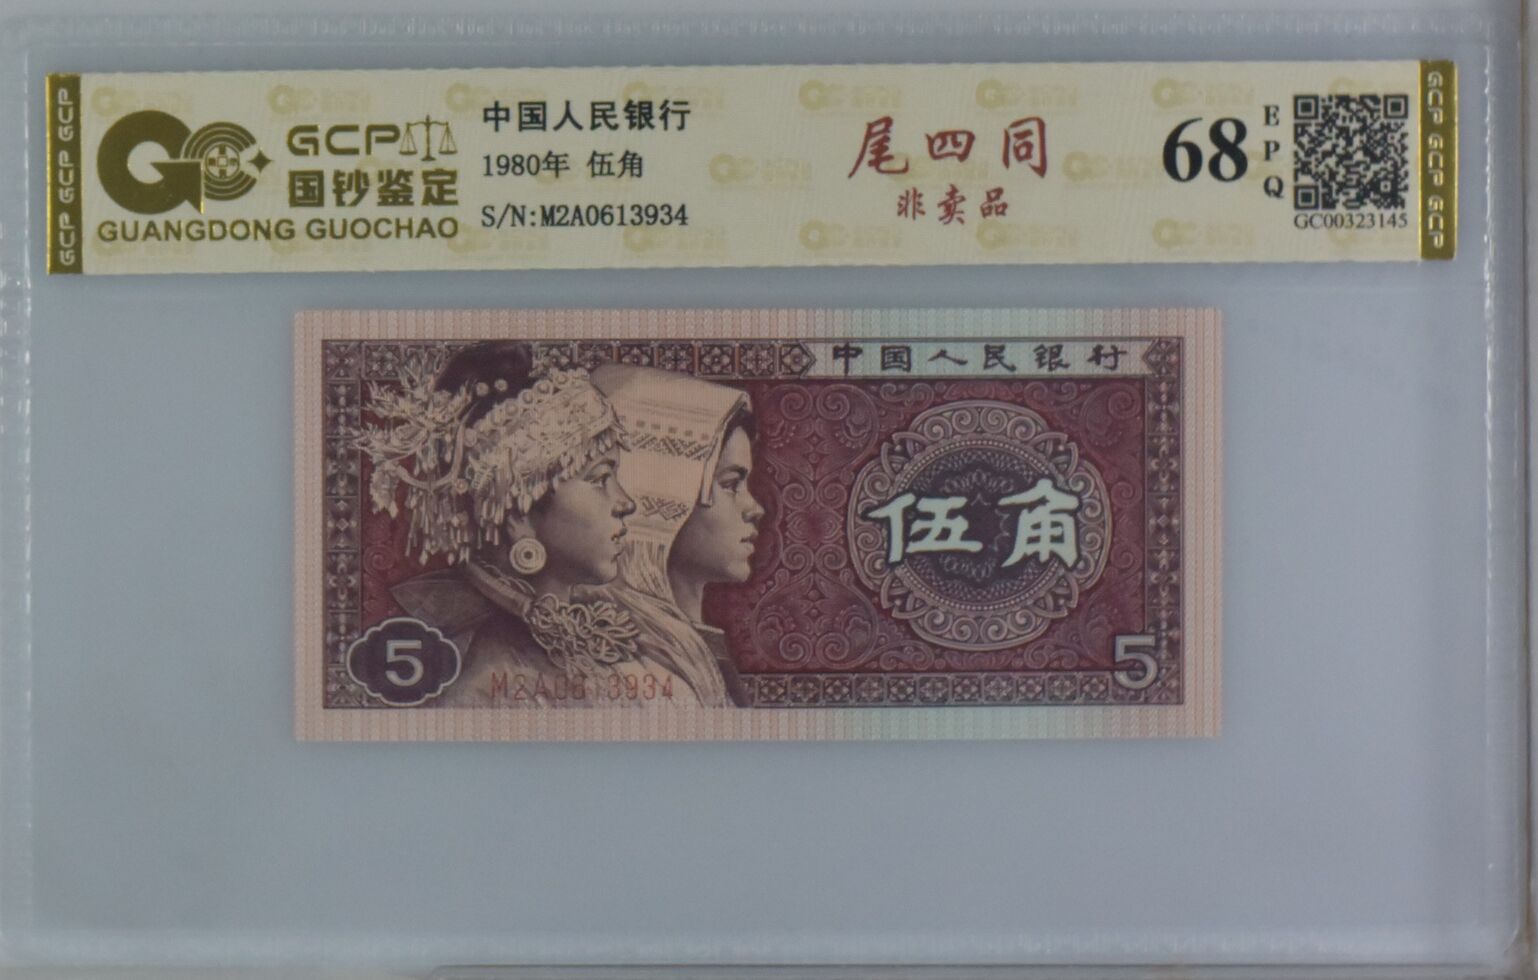 GCP
国钞鉴定
GUANGDONG GUOCHAO
中国人民银行
1980年 伍角
S/N:M2A0613934
尾四同
非卖品
68
EPQ
GC00323145
GCP GCP GCP
GCP GCP GCP
中国人民银行
伍角
5
5
M2A0613934